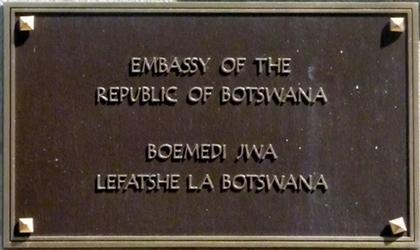 EMBASSY OF THE
REPUBLIC OF BOTSWANA
BOEMEDI JWA
LEFATSHE LA BOTSWANA